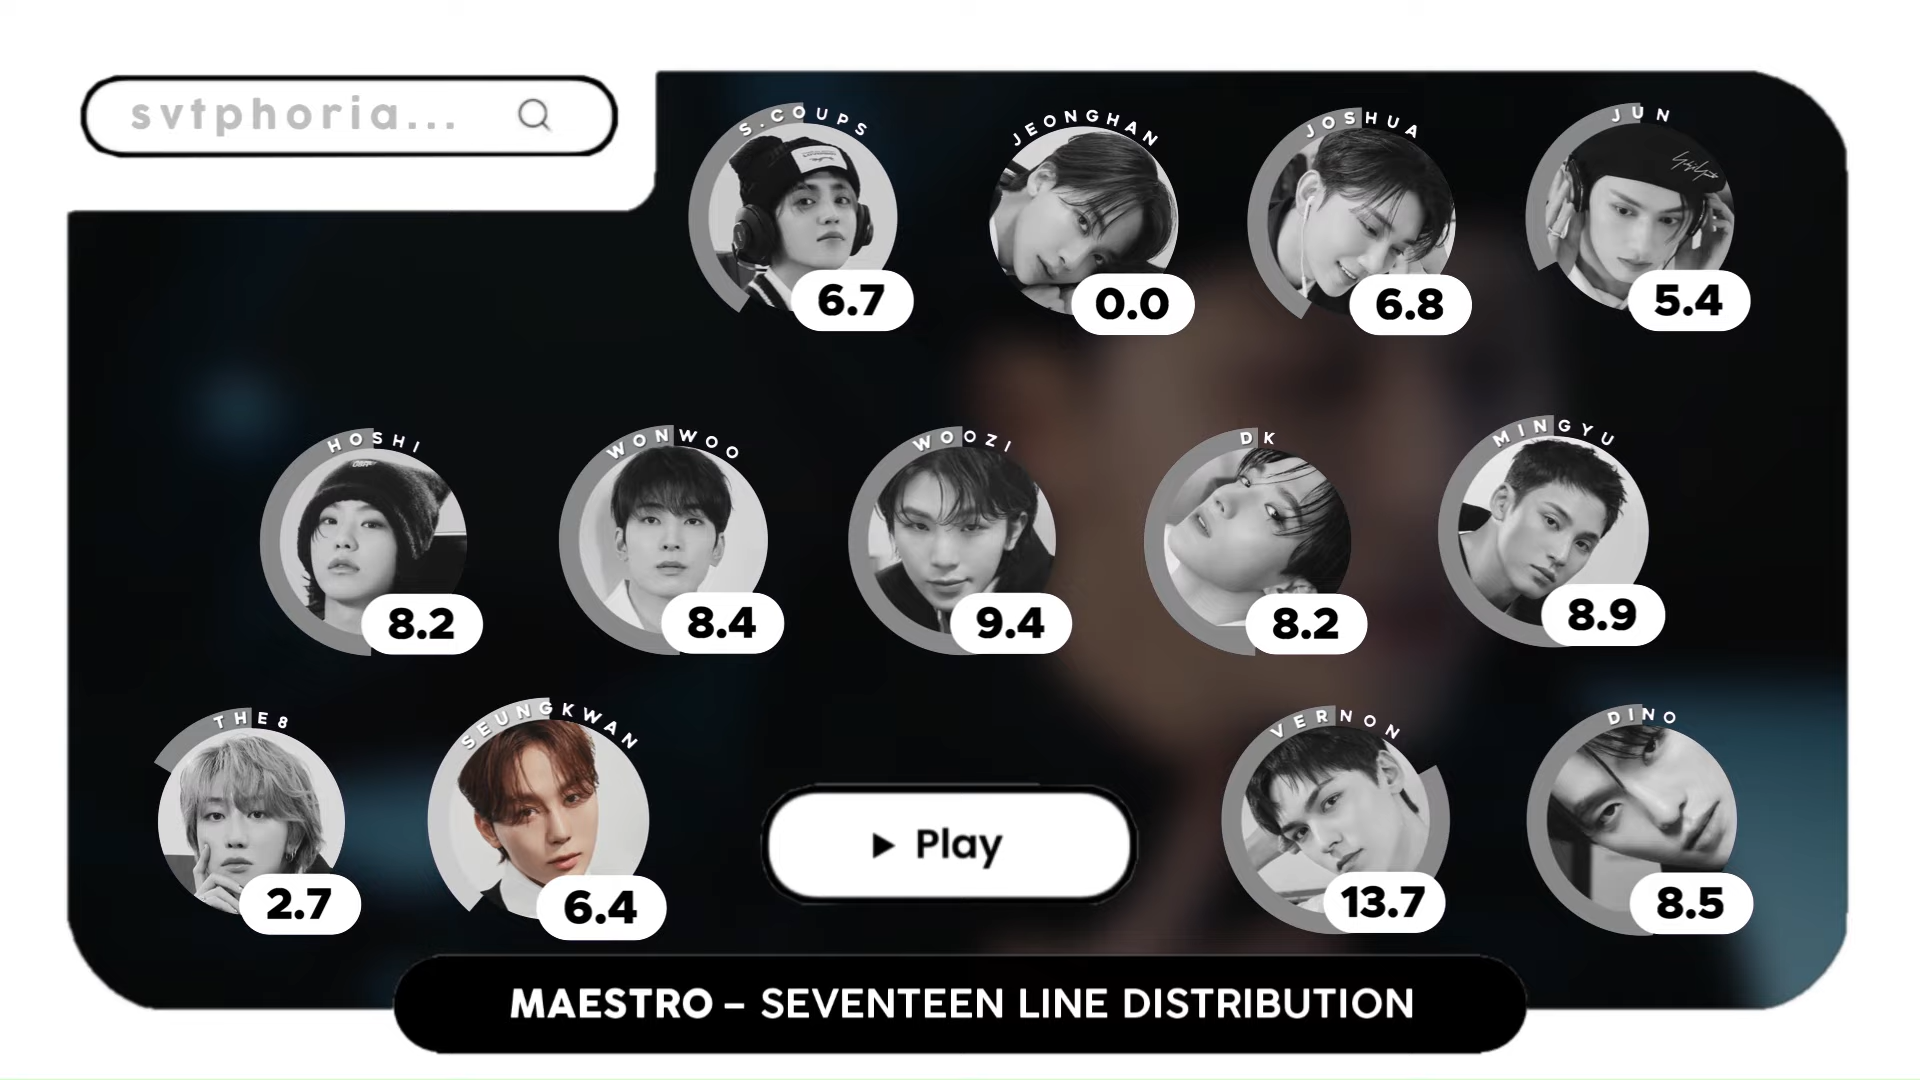 svtphoria...
S.COUPS
6.7
JEONGHAN
0.0
JOSHUA
6.8
JUN
5.4
HOSHI
8.2
WONWOO
8.4
WOOZI
9.4
DK
8.2
MINGYU
8.9
THE8
2.7
SEUNGKWAN
6.4
Play
VERNON
13.7
DINO
8.5
MAESTRO – SEVENTEEN LINE DISTRIBUTION